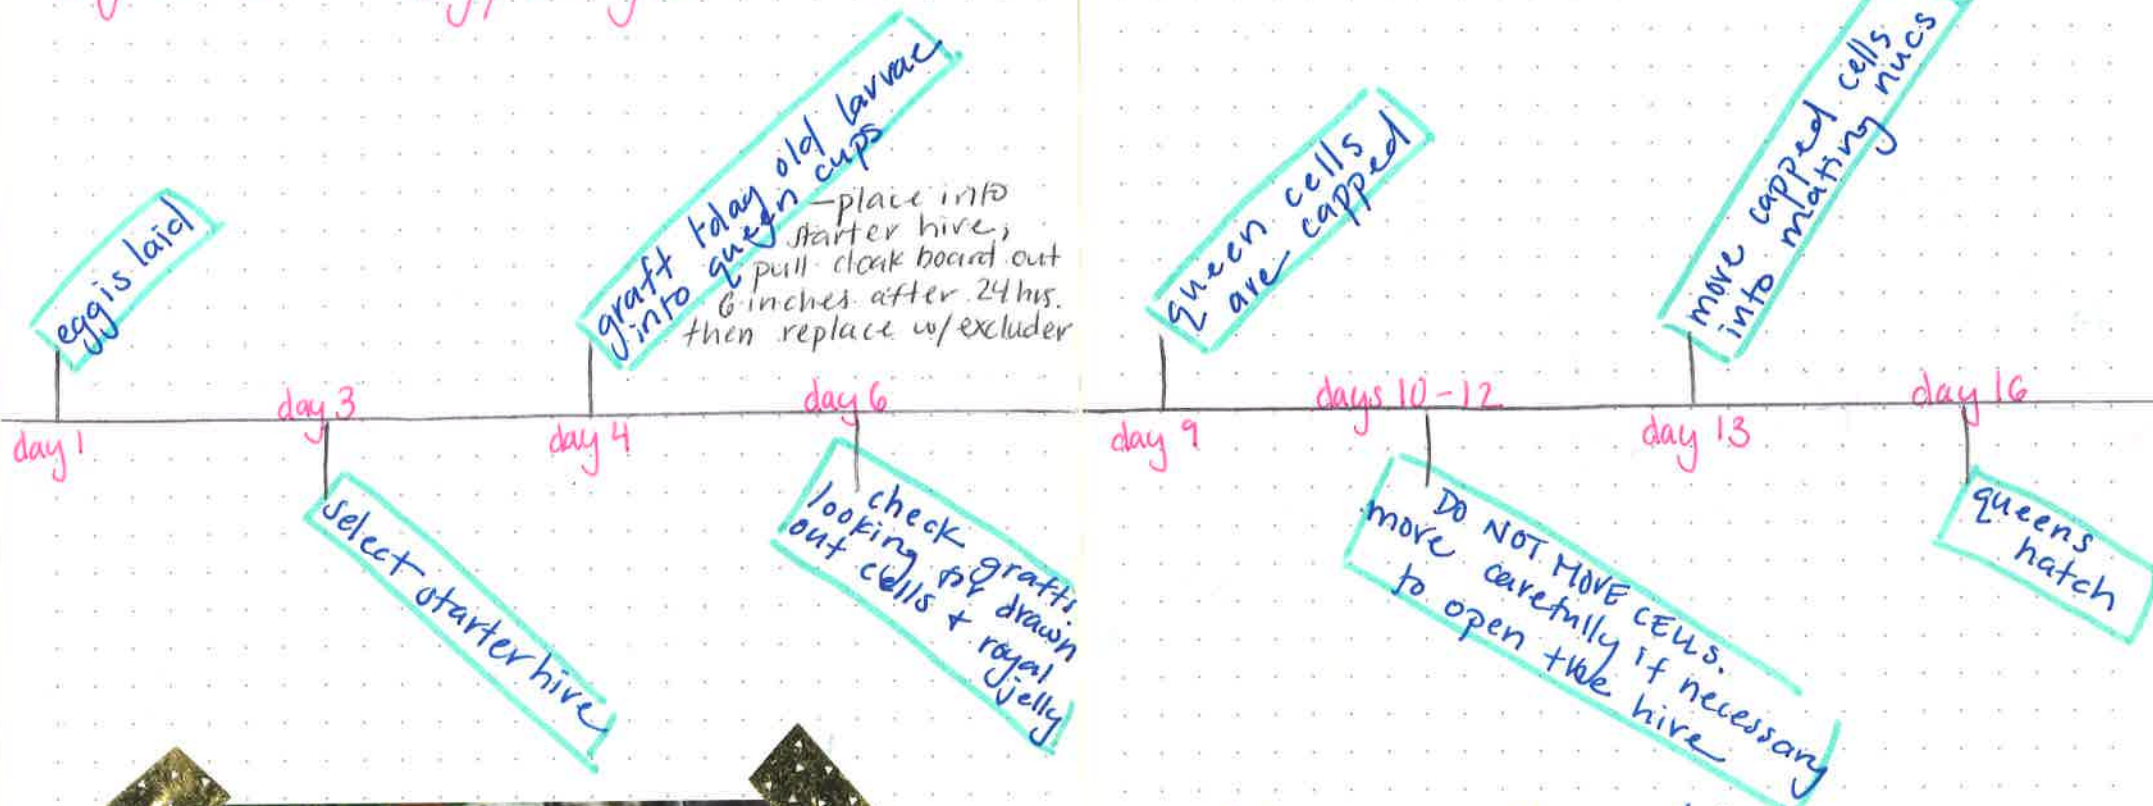 egg is laid
graft 1 day old larvae
into queen cups
– place into
starter hive,
pull cloak board out
6 inches after 24 hrs.
then replace w/ excluder
queen cells
are capped
move capped cells
into mating nucs
day 1
day 3
day 4
day 6
day 9
days 10-12
day 13
day 16
select starter hive
check grafts.
looking for drawn
out cells + royal
jelly
DO NOT MOVE CELLS.
move carefully if necessary
to open the hive
queens
hatch